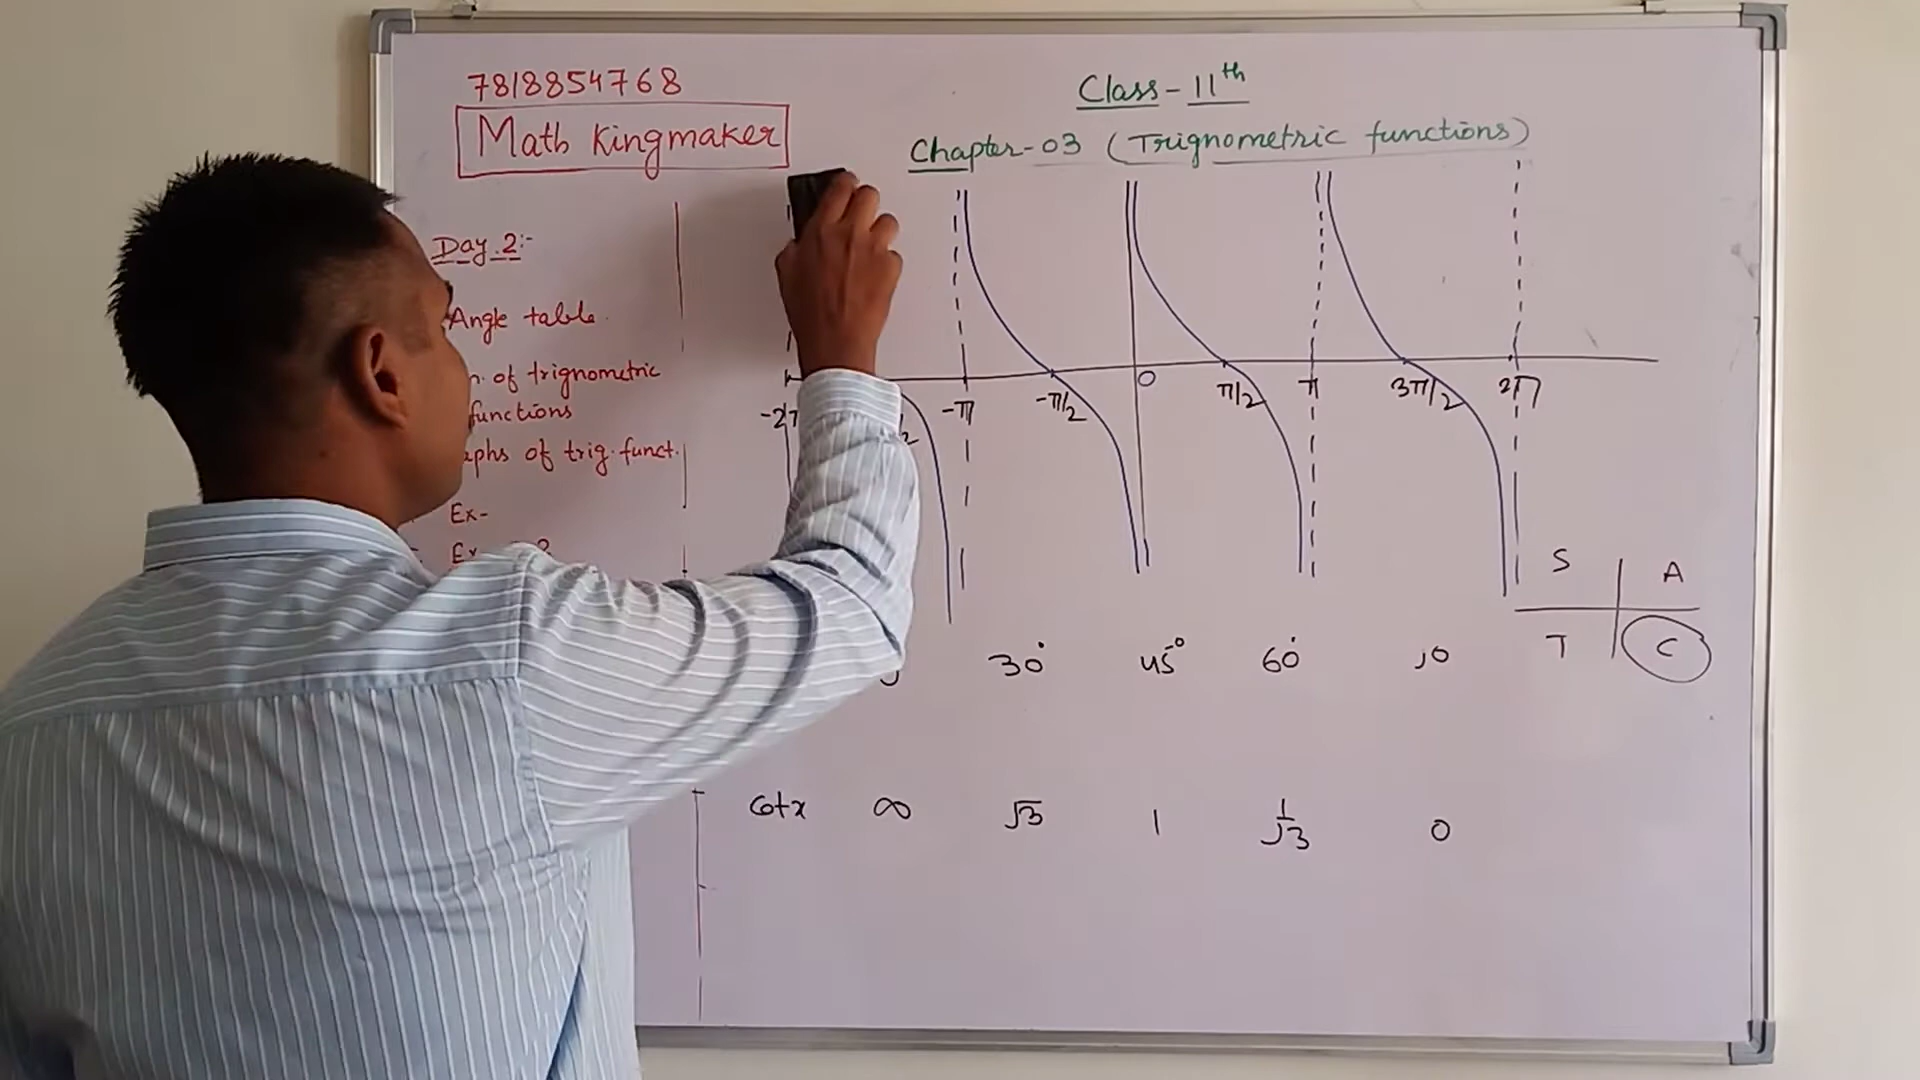 7818854768
Math Kingmaker
Class-11th
Chapter-03 (Trignometric functions)
Day.2:-
Angle table.
of trignometric
functions
of trig. funct.
Ex-
-π -π/2 0 π/2 π 3π/2 2π
S A
T C
30° 45° 60°
Cotx ∞ √3 1 1/√3 0